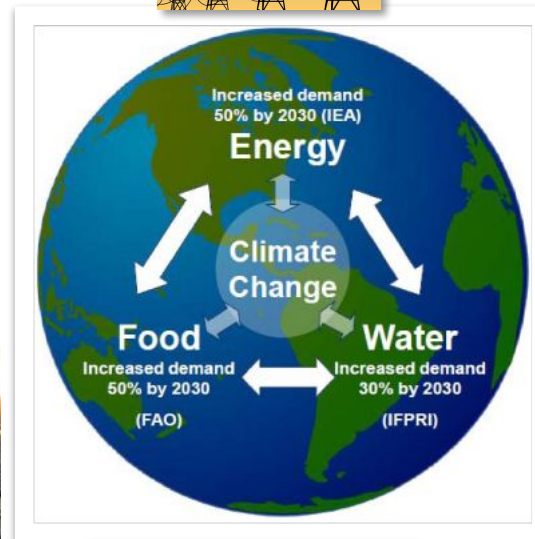 Increased demand
50% by 2030 (IEA)
Energy
Climate
Change
Food
Increased demand
50% by 2030
(FAO)
Water
Increased demand
30% by 2030
(IFPRI)